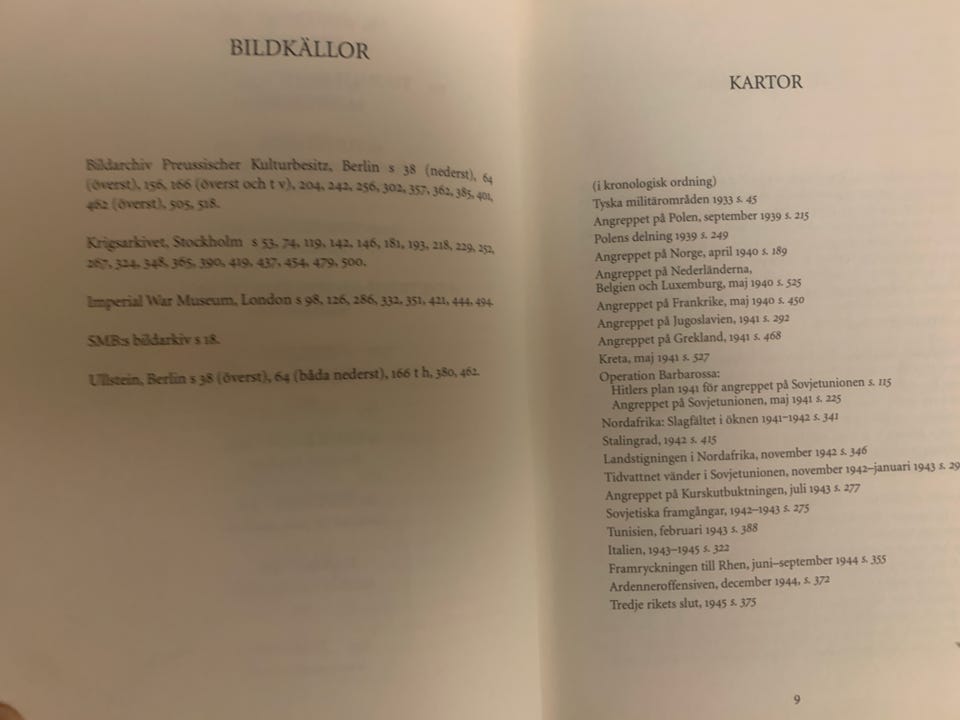 BILDKÄLLOR
Bildarchiv Preussischer Kulturbesitz, Berlin s 38 (nederst), 64
(överst), 156, 166 (överst och t v), 204, 242, 256, 302, 357, 362, 385, 401,
462 (överst), 505, 518.
Krigsarkivet, Stockholm s 53, 74, 119, 142, 146, 181, 193, 218, 229, 252,
267, 324, 348, 365, 390, 419, 437, 454, 479, 500.
Imperial War Museum, London s 98, 126, 286, 332, 351, 421, 444, 494.
SMB:s bildarkiv s 18.
Ullstein, Berlin s 38 (överst), 64 (båda nederst), 166 t h, 380, 462.
KARTOR
(i kronologisk ordning)
Tyska militärområden 1933 s. 45
Angreppet på Polen, september 1939 s. 215
Polens delning 1939 s. 249
Angreppet på Norge, april 1940 s. 189
Angreppet på Nederländerna,
Belgien och Luxemburg, maj 1940 s. 525
Angreppet på Frankrike, maj 1940 s. 450
Angreppet på Jugoslavien, 1941 s. 292
Angreppet på Grekland, 1941 s. 468
Kreta, maj 1941 s. 527
Operation Barbarossa:
Hitlers plan 1941 för angreppet på Sovjetunionen s. 115
Angreppet på Sovjetunionen, maj 1941 s. 225
Nordafrika: Slagfältet i öknen 1941–1942 s. 341
Stalingrad, 1942 s. 415
Landstigningen i Nordafrika, november 1942 s. 346
Tidvattnet vänder i Sovjetunionen, november 1942–januari 1943 s. 29
Angreppet på Kurskutbuktningen, juli 1943 s. 277
Sovjetiska framgångar, 1942–1943 s. 275
Tunisien, februari 1943 s. 388
Italien, 1943–1945 s. 322
Framryckningen till Rhen, juni–september 1944 s. 355
Ardenneroffensiven, december 1944, s. 372
Tredje rikets slut, 1945 s. 375
9